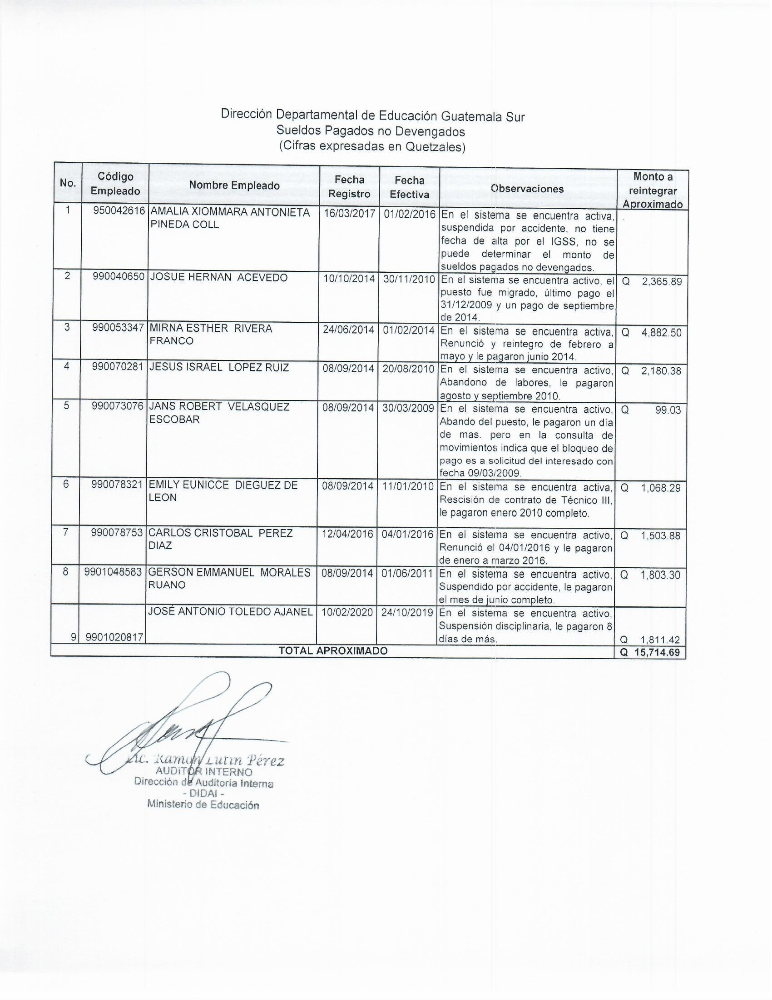 Dirección Departamental de Educación Guatemala Sur
Sueldos Pagados no Devengados
(Cifras expresadas en Quetzales)
No. Código Empleado Nombre Empleado Fecha Registro Fecha Efectiva Observaciones Monto a reintegrar Aproximado
1 950042616 AMALIA XIOMMARA ANTONIETA 16/03/2017 01/02/2016 En el sistema se encuentra activa,
PINEDA COLL suspendida por accidente, no tiene
fecha de alta por el IGSS, no se
puede determinar el monto de
sueldos pagados no devengados.
2 990040650 JOSUE HERNAN ACEVEDO 10/10/2014 30/11/2010 En el sistema se encuentra activo, el Q 2,365.89
puesto fue migrado, último pago el
31/12/2009 y un pago de septiembre
de 2014.
3 990053347 MIRNA ESTHER RIVERA 24/06/2014 01/02/2014 En el sistema se encuentra activa, Q 4,882.50
FRANCO Renunció y reintegro de febrero a
mayo y le pagaron junio 2014.
4 990070281 JESUS ISRAEL LOPEZ RUIZ 08/09/2014 20/08/2010 En el sistema se encuentra activo, Q 2,180.38
Abandono de labores, le pagaron
agosto y septiembre 2010.
5 990073076 JANS ROBERT VELASQUEZ 08/09/2014 30/03/2009 En el sistema se encuentra activo, Q 99.03
ESCOBAR Abando del puesto, le pagaron un día
de mas. pero en la consulta de
movimientos indica que el bloqueo de
pago es a solicitud del interesado con
fecha 09/03/2009.
6 990078321 EMILY EUNICCE DIEGUEZ DE 08/09/2014 11/01/2010 En el sistema se encuentra activa, Q 1,068.29
LEON Rescisión de contrato de Técnico III,
le pagaron enero 2010 completo.
7 990078753 CARLOS CRISTOBAL PEREZ 12/04/2016 04/01/2016 En el sistema se encuentra activo, Q 1,503.88
DIAZ Renunció el 04/01/2016 y le pagaron
de enero a marzo 2016.
8 9901048583 GERSON EMMANUEL MORALES 08/09/2014 01/06/2011 En el sistema se encuentra activo, Q 1,803.30
RUANO Suspendido por accidente, le pagaron
el mes de junio completo.
JOSÉ ANTONIO TOLEDO AJANEL 10/02/2020 24/10/2019 En el sistema se encuentra activo,
Suspensión disciplinaria, le pagaron 8
9 9901020817 días de más. Q 1,811.42
TOTAL APROXIMADO Q 15,714.69
Lic. Ramon Lutin Pérez
AUDITOR INTERNO
Dirección de Auditoría Interna
- DIDAI -
Ministerio de Educación